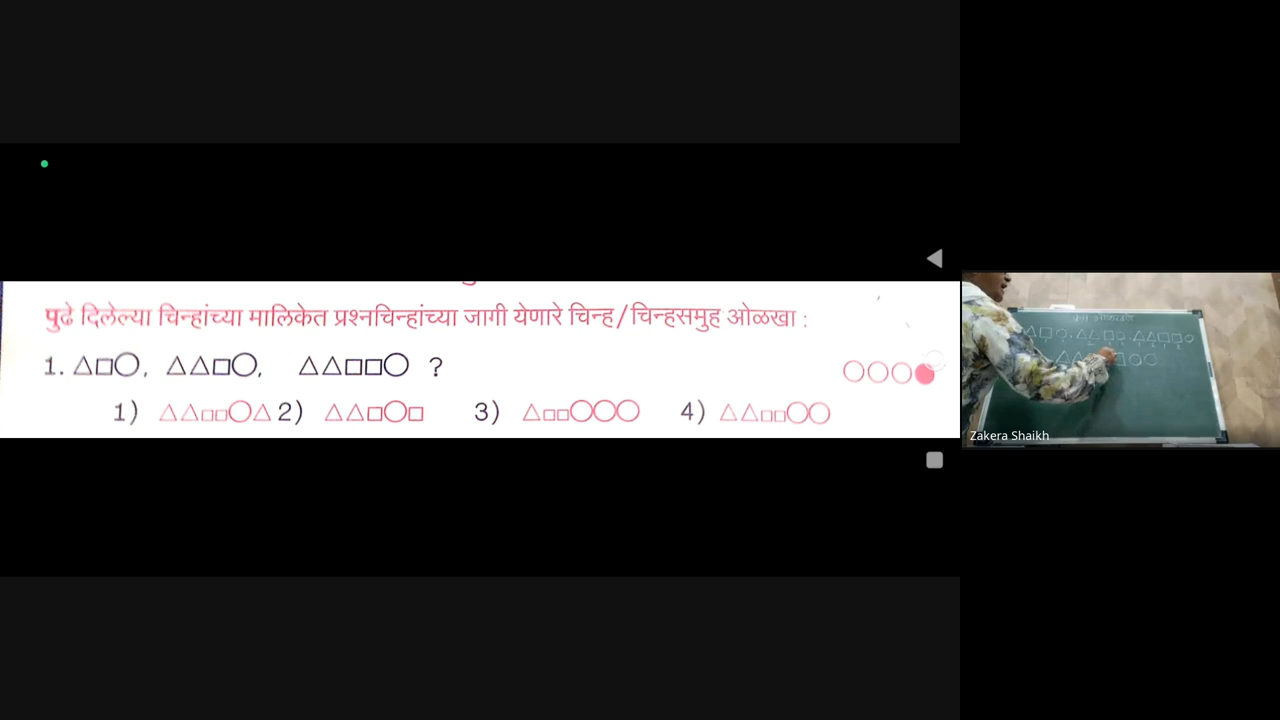 पुढे दिलेल्या चिन्हांच्या मालिकेत प्रश्नचिन्हांच्या जागी येणारे चिन्ह/चिन्हसमुह ओळखा :
1. △□○, △△□○, △△□□○ ?
1) △△□□○△ 2) △△□○□ 3) △□□○○○ 4) △△□□○○
Zakera Shaikh